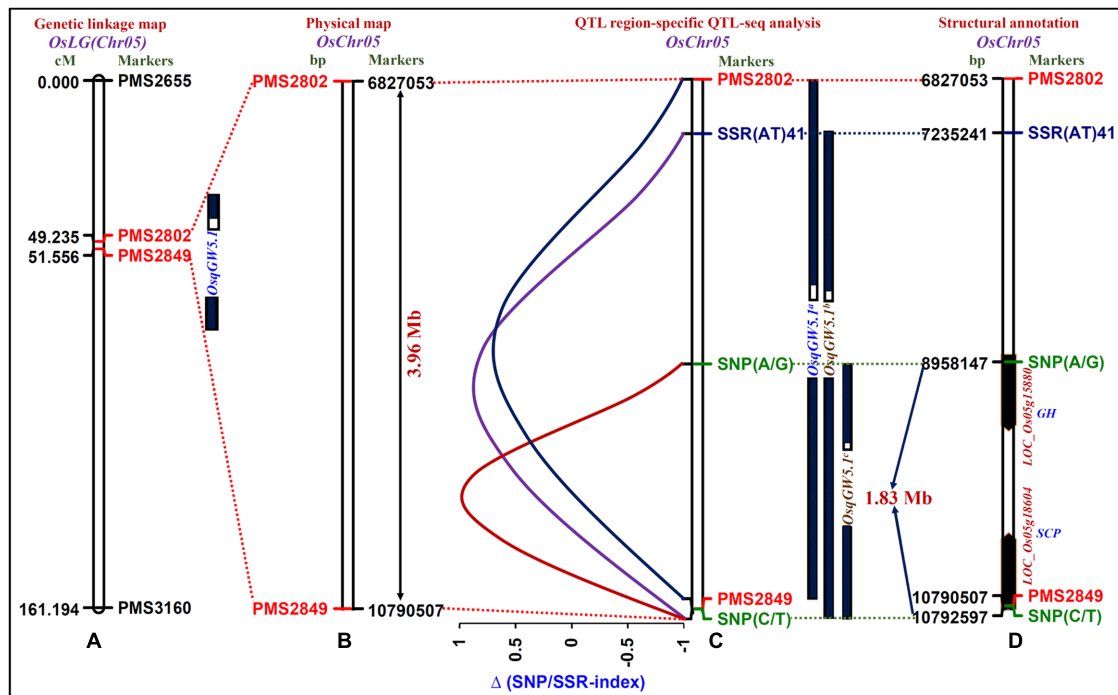 Genetic linkage map
OsLG(Chr05)
cM Markers
0.000 PMS2655
49.235 PMS2802
51.556 PMS2849
OsqGW5.1
161.194 PMS3160
A
Physical map
OsChr05
bp Markers
PMS2802 6827053
3.96 Mb
PMS2849 10790507
B
QTL region-specific QTL-seq analysis
OsChr05
Markers
PMS2802
SSR(AT)41
SNP(A/G)
PMS2849
SNP(C/T)
OsqGW5.1a
OsqGW5.1b
OsqGW5.1c
1 0.5 0 -0.5 -1
Δ (SNP/SSR-index)
C
Structural annotation
OsChr05
bp Markers
6827053 PMS2802
7235241 SSR(AT)41
8958147 SNP(A/G)
LOC_Os05g15880
GH
1.83 Mb
LOC_Os05g18604
SCP
10790507 PMS2849
10792597 SNP(C/T)
D